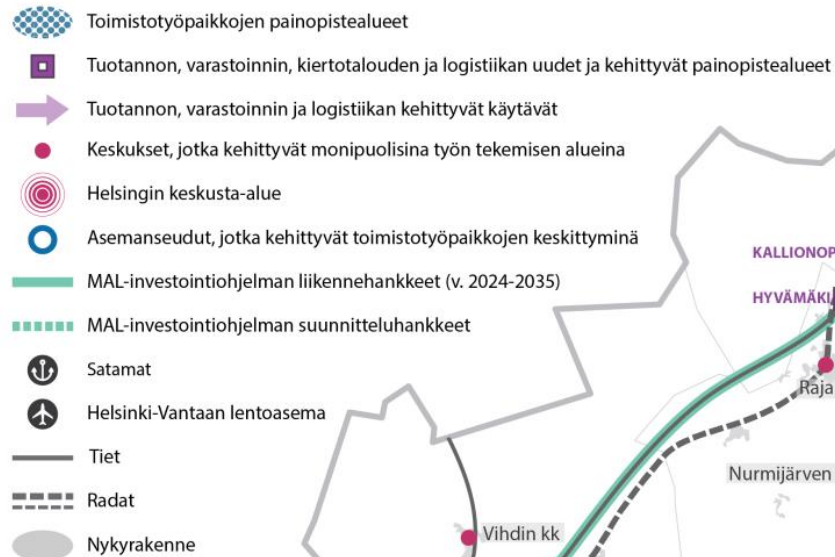 Toimistotyöpaikkojen painopistealueet
Tuotannon, varastoinnin, kiertotalouden ja logistiikan uudet ja kehittyvät painopistealueet
Tuotannon, varastoinnin ja logistiikan kehittyvät käytävät
Keskukset, jotka kehittyvät monipuolisina työn tekemisen alueina
Helsingin keskusta-alue
Asemanseudut, jotka kehittyvät toimistotyöpaikkojen keskittyminä
MAL-investointiohjelman liikennehankkeet (v. 2024-2035)
MAL-investointiohjelman suunnitteluhankkeet
Satamat
Helsinki-Vantaan lentoasema
Tiet
Radat
Nykyrakenne
KALLIONOP
HYVÄMÄKI
Raja
Nurmijärven
Vihdin kk